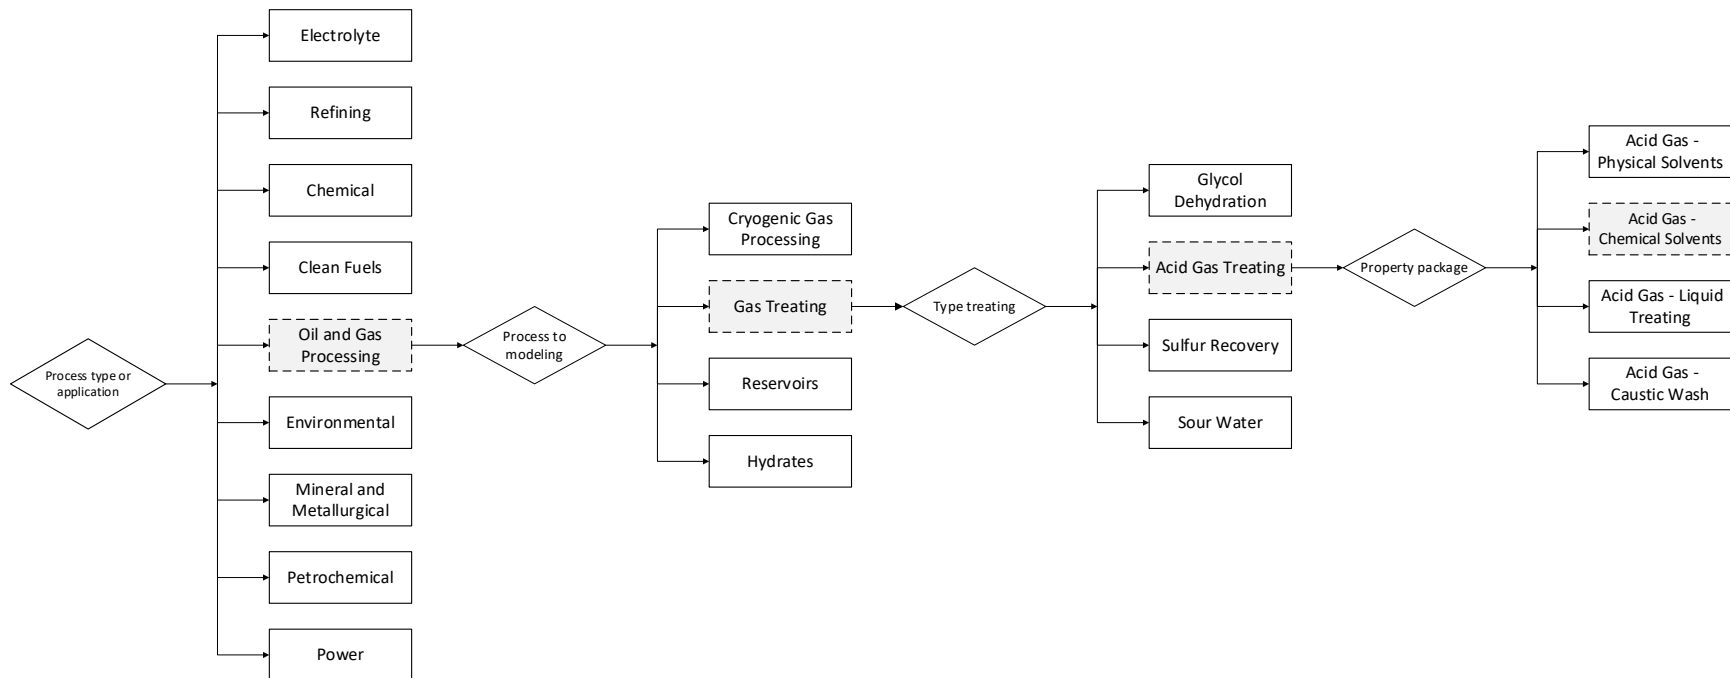 Process type or
application
Electrolyte
Refining
Chemical
Clean Fuels
Oil and Gas
Processing
Environmental
Mineral and
Metallurgical
Petrochemical
Power
Process to
modeling
Cryogenic Gas
Processing
Gas Treating
Reservoirs
Hydrates
Type treating
Glycol
Dehydration
Acid Gas Treating
Sulfur Recovery
Sour Water
Property package
Acid Gas -
Physical Solvents
Acid Gas -
Chemical Solvents
Acid Gas - Liquid
Treating
Acid Gas -
Caustic Wash